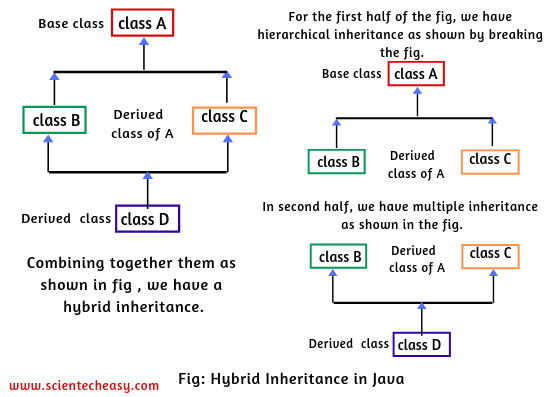 Base class
class A
class B
Derived
class of A
class C
Derived class
class D
Combining together them as
shown in fig , we have a
hybrid inheritance.
For the first half of the fig, we have
hierarchical inheritance as shown by breaking
the fig.
Base class
class A
class B
Derived
class of A
class C
In second half, we have multiple inheritance
as shown in the fig.
class B
Derived
class of A
class C
Derived class
class D
Fig: Hybrid Inheritance in Java
www.scientecheasy.com